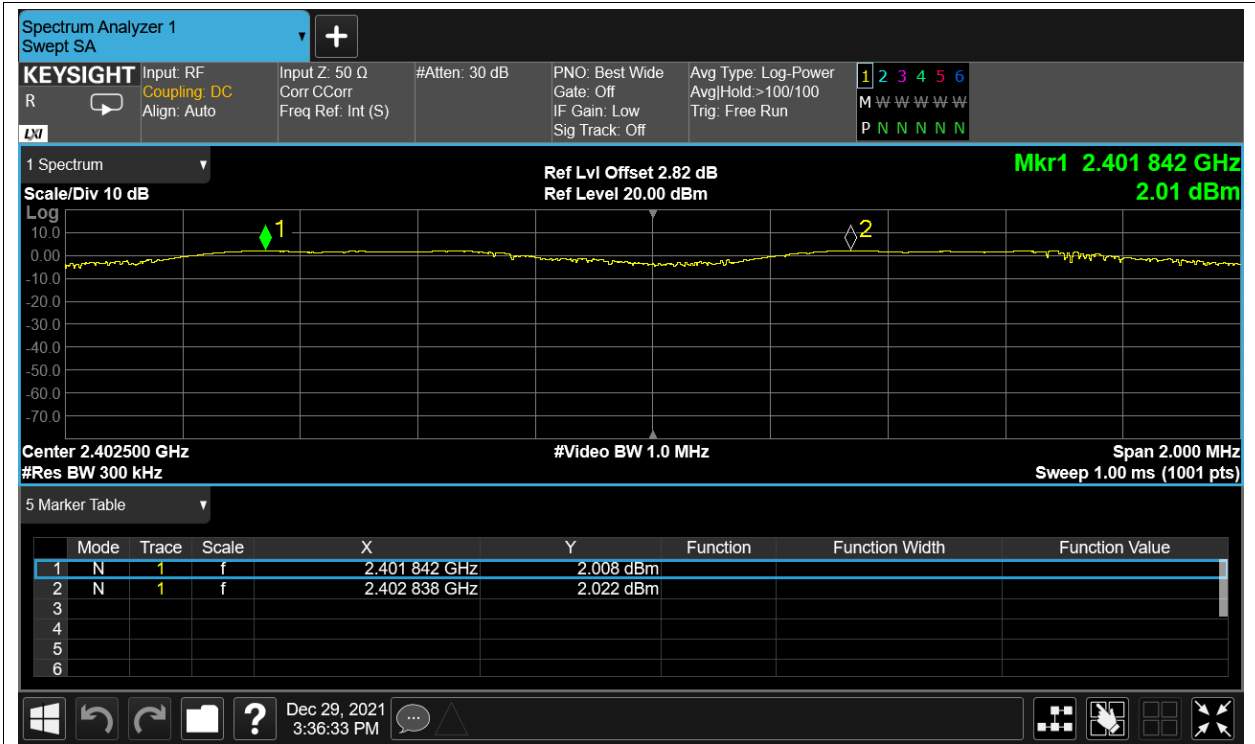 Spectrum Analyzer 1
Swept SA
KEYSIGHT
R
LXI
Input: RF
Coupling: DC
Align: Auto
Input Z: 50 Ω
Corr CCorr
Freq Ref: Int (S)
#Atten: 30 dB
PNO: Best Wide
Gate: Off
IF Gain: Low
Sig Track: Off
Avg Type: Log-Power
Avg|Hold:>100/100
Trig: Free Run
1 2 3 4 5 6
M W W W W W
P N N N N N
1 Spectrum
Scale/Div 10 dB
Ref Lvl Offset 2.82 dB
Ref Level 20.00 dBm
Mkr1 2.401 842 GHz
2.01 dBm
Log
10.0
0.00
-10.0
-20.0
-30.0
-40.0
-50.0
-60.0
-70.0
1
2
Center 2.402500 GHz
#Res BW 300 kHz
#Video BW 1.0 MHz
Span 2.000 MHz
Sweep 1.00 ms (1001 pts)
5 Marker Table
Mode Trace Scale X Y Function Function Width Function Value
1 N 1 f 2.401 842 GHz 2.008 dBm
2 N 1 f 2.402 838 GHz 2.022 dBm
3
4
5
6
?
Dec 29, 2021
3:36:33 PM